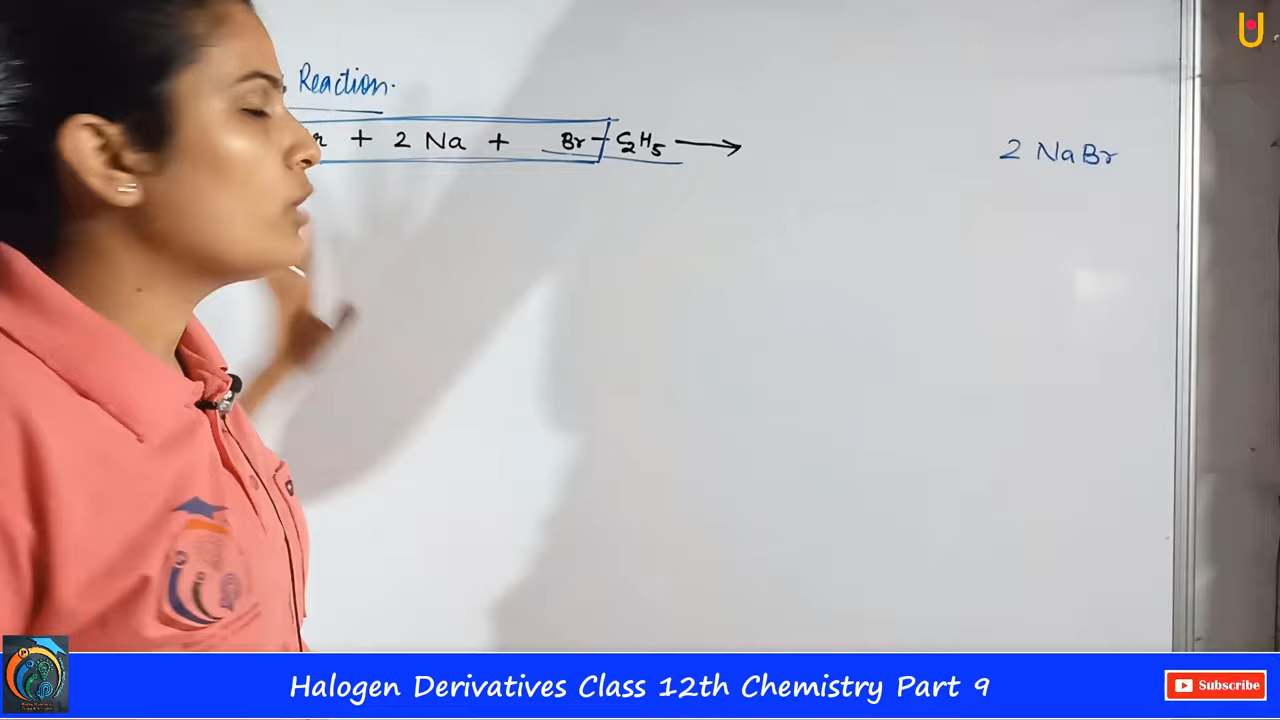 Reaction.
+ 2 Na + Br-C₂H₅ ⟶ 2 NaBr
Halogen Derivatives Class 12th Chemistry Part 9
Subscribe